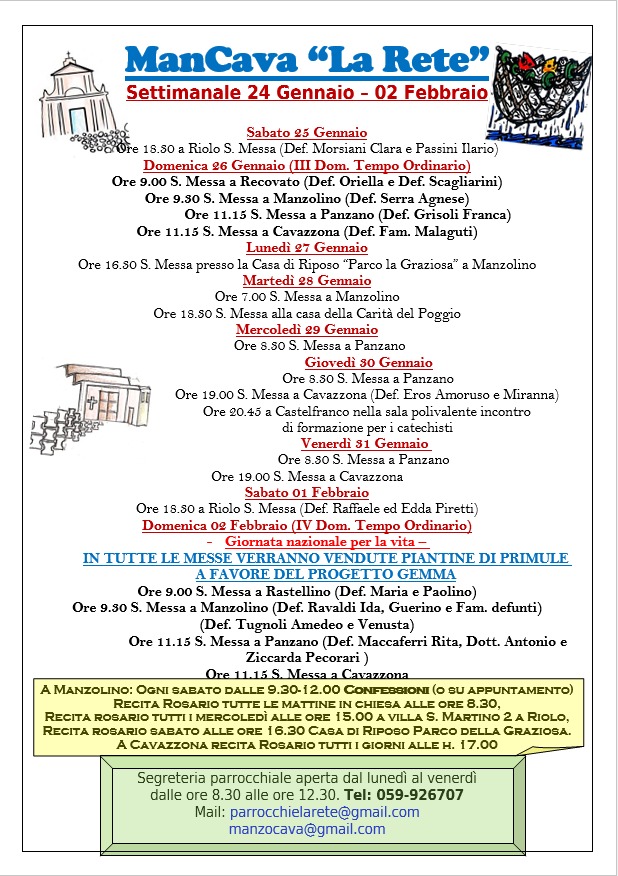 ManCava “La Rete”
Settimanale 24 Gennaio – 02 Febbraio
Sabato 25 Gennaio
Ore 18.30 a Riolo S. Messa (Def. Morsiani Clara e Passini Ilario)
Domenica 26 Gennaio (III Dom. Tempo Ordinario)
Ore 9.00 S. Messa a Recovato (Def. Oriella e Def. Scagliarini)
Ore 9.30 S. Messa a Manzolino (Def. Serra Agnese)
Ore 11.15 S. Messa a Panzano (Def. Grisoli Franca)
Ore 11.15 S. Messa a Cavazzona (Def. Fam. Malaguti)
Lunedì 27 Gennaio
Ore 16.30 S. Messa presso la Casa di Riposo “Parco la Graziosa” a Manzolino
Martedì 28 Gennaio
Ore 7.00 S. Messa a Manzolino
Ore 18.30 S. Messa alla casa della Carità del Poggio
Mercoledì 29 Gennaio
Ore 8.30 S. Messa a Panzano
Giovedì 30 Gennaio
Ore 8.30 S. Messa a Panzano
Ore 19.00 S. Messa a Cavazzona (Def. Eros Amoruso e Miranna)
Ore 20.45 a Castelfranco nella sala polivalente incontro
di formazione per i catechisti
Venerdì 31 Gennaio
Ore 8.30 S. Messa a Panzano
Ore 19.00 S. Messa a Cavazzona
Sabato 01 Febbraio
Ore 18.30 a Riolo S. Messa (Def. Raffaele ed Edda Piretti)
Domenica 02 Febbraio (IV Dom. Tempo Ordinario)
- Giornata nazionale per la vita –
IN TUTTE LE MESSE VERRANNO VENDUTE PIANTINE DI PRIMULE
A FAVORE DEL PROGETTO GEMMA
Ore 9.00 S. Messa a Rastellino (Def. Maria e Paolino)
Ore 9.30 S. Messa a Manzolino (Def. Ravaldi Ida, Guerino e Fam. defunti)
(Def. Tugnoli Amedeo e Venusta)
Ore 11.15 S. Messa a Panzano (Def. Maccaferri Rita, Dott. Antonio e
Ziccarda Pecorari )
Ore 11.15 S. Messa a Cavazzona
A Manzolino: Ogni sabato dalle 9.30-12.00 Confessioni (o su appuntamento)
Recita Rosario tutte le mattine in chiesa alle ore 8.30,
Recita rosario tutti i mercoledì alle ore 15.00 a villa S. Martino 2 a Riolo,
Recita rosario sabato alle ore 16.30 Casa di Riposo Parco della Graziosa.
A Cavazzona recita Rosario tutti i giorni alle h. 17.00
Segreteria parrocchiale aperta dal lunedì al venerdì
dalle ore 8.30 alle ore 12.30. Tel: 059-926707
Mail: parrocchielarete@gmail.com
manzocava@gmail.com